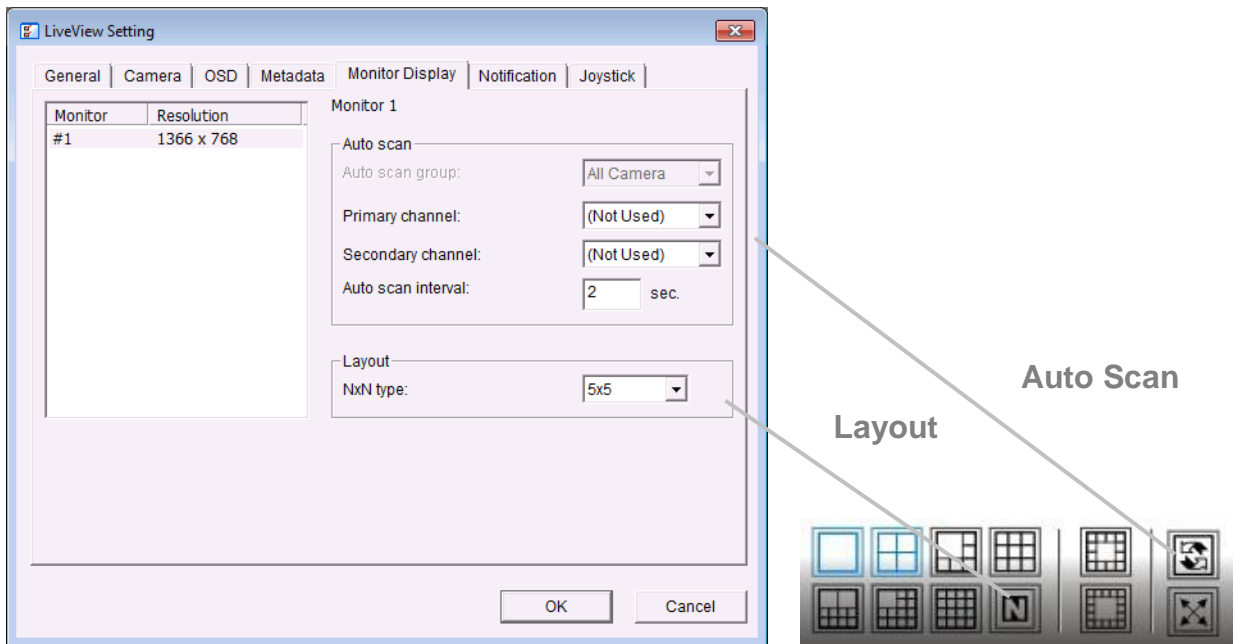 LiveView Setting
General Camera OSD Metadata Monitor Display Notification Joystick
Monitor Resolution
#1 1366 x 768
Monitor 1
Auto scan
Auto scan group: All Camera
Primary channel: (Not Used)
Secondary channel: (Not Used)
Auto scan interval: 2 sec.
Layout
NxN type: 5x5
OK Cancel
Auto Scan
Layout
N